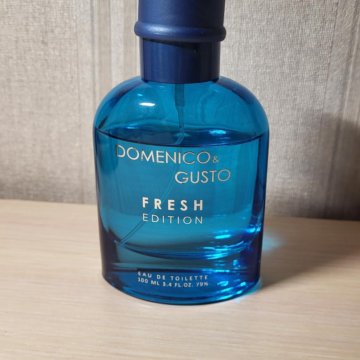 DOMENICO&
GUSTO
FRESH
EDITION
EAU DE TOILETTE
100 ML 3.4 FL.OZ. 79%